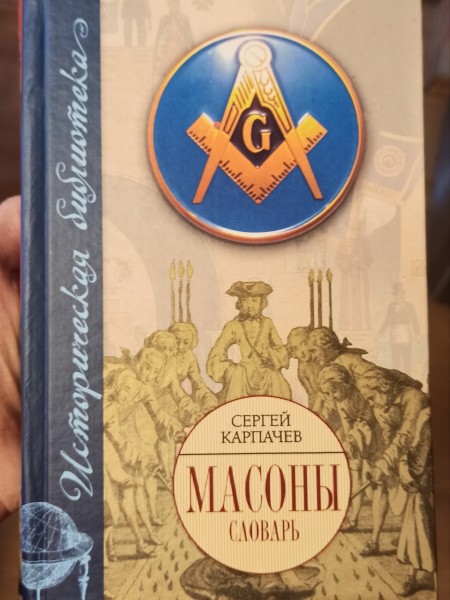 Историческая библиотека
G
СЕРГЕЙ
КАРПАЧЕВ
МАСОНЫ
СЛОВАРЬ